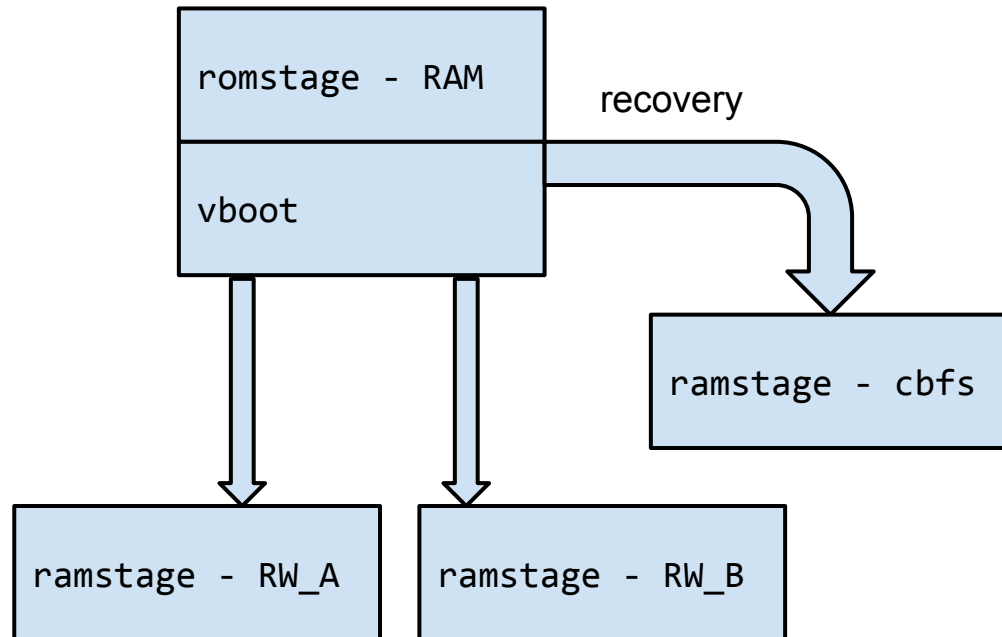 romstage - RAM
recovery
vboot
ramstage - cbfs
ramstage - RW_A
ramstage - RW_B